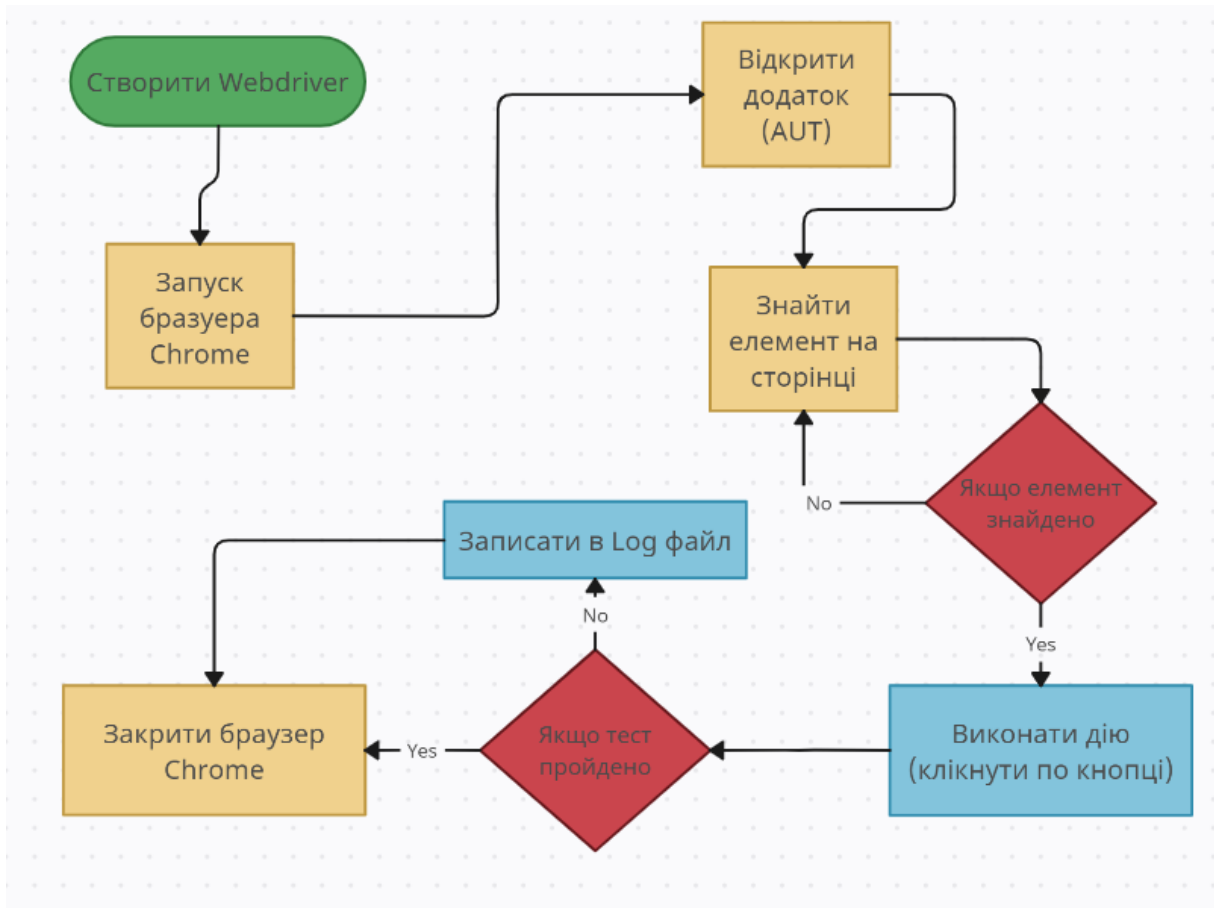 Створити Webdriver
Відкрити
додаток
(AUT)
Запуск
бразуера
Chrome
Знайти
елемент на
сторінці
Якщо елемент
знайдено
No
Записати в Log файл
No
Yes
Закрити браузер
Chrome
Yes
Якщо тест
пройдено
Виконати дію
(клікнути по кнопці)